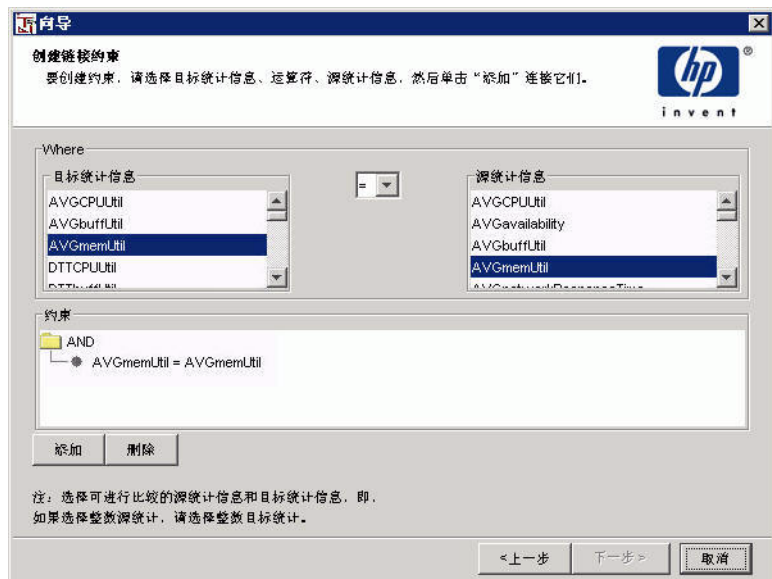 向导
创建链接约束
要创建约束，请选择目标统计信息、运算符、源统计信息，然后单击“添加”连接它们。
hp
®
invent
Where
目标统计信息
AVGCPUUtil
AVGbuffUtil
AVGmemUtil
DTTCPUUtil
DTTbuffUtil
=
源统计信息
AVGCPUUtil
AVGavailability
AVGbuffUtil
AVGmemUtil
AVGnetworkResponseTime
约束
AND
AVGmemUtil = AVGmemUtil
添加
删除
注：选择可进行比较的源统计信息和目标统计信息，即，
如果选择整数源统计，请选择整数目标统计。
<上一步
下一步>
取消